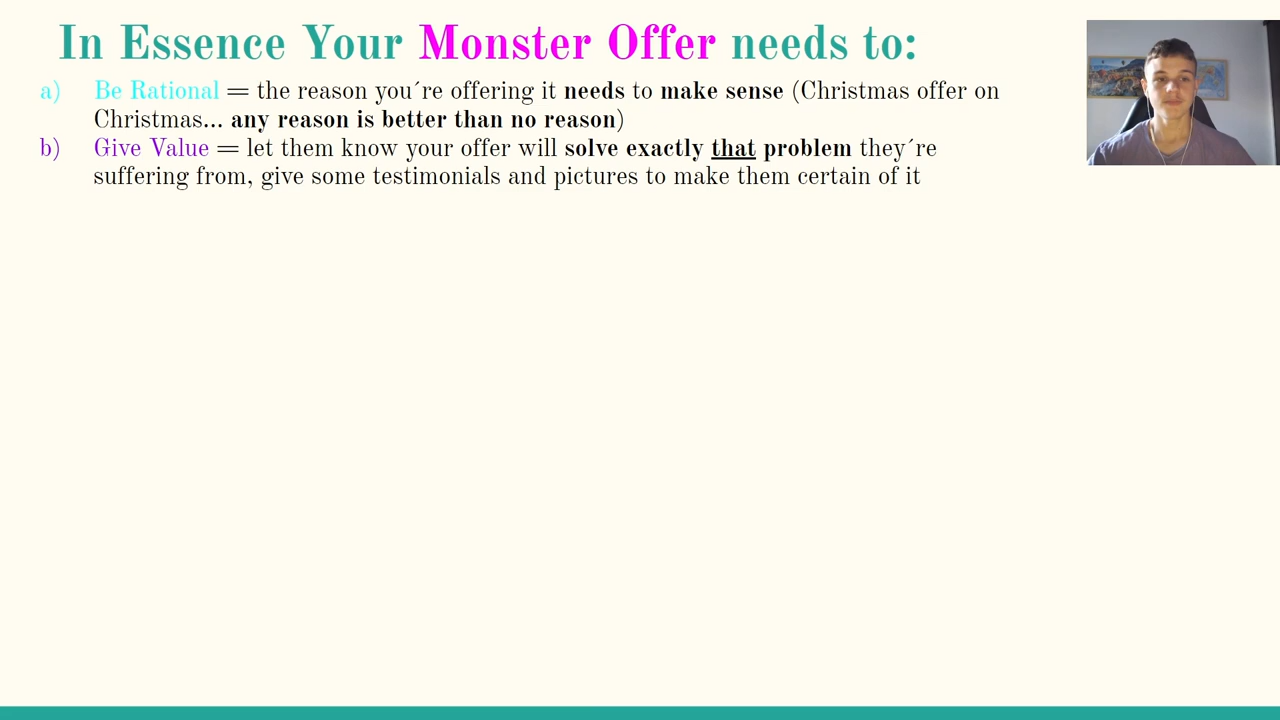 In Essence Your Monster Offer needs to:
a) Be Rational = the reason you´re offering it needs to make sense (Christmas offer on
Christmas... any reason is better than no reason)
b) Give Value = let them know your offer will solve exactly that problem they´re
suffering from, give some testimonials and pictures to make them certain of it